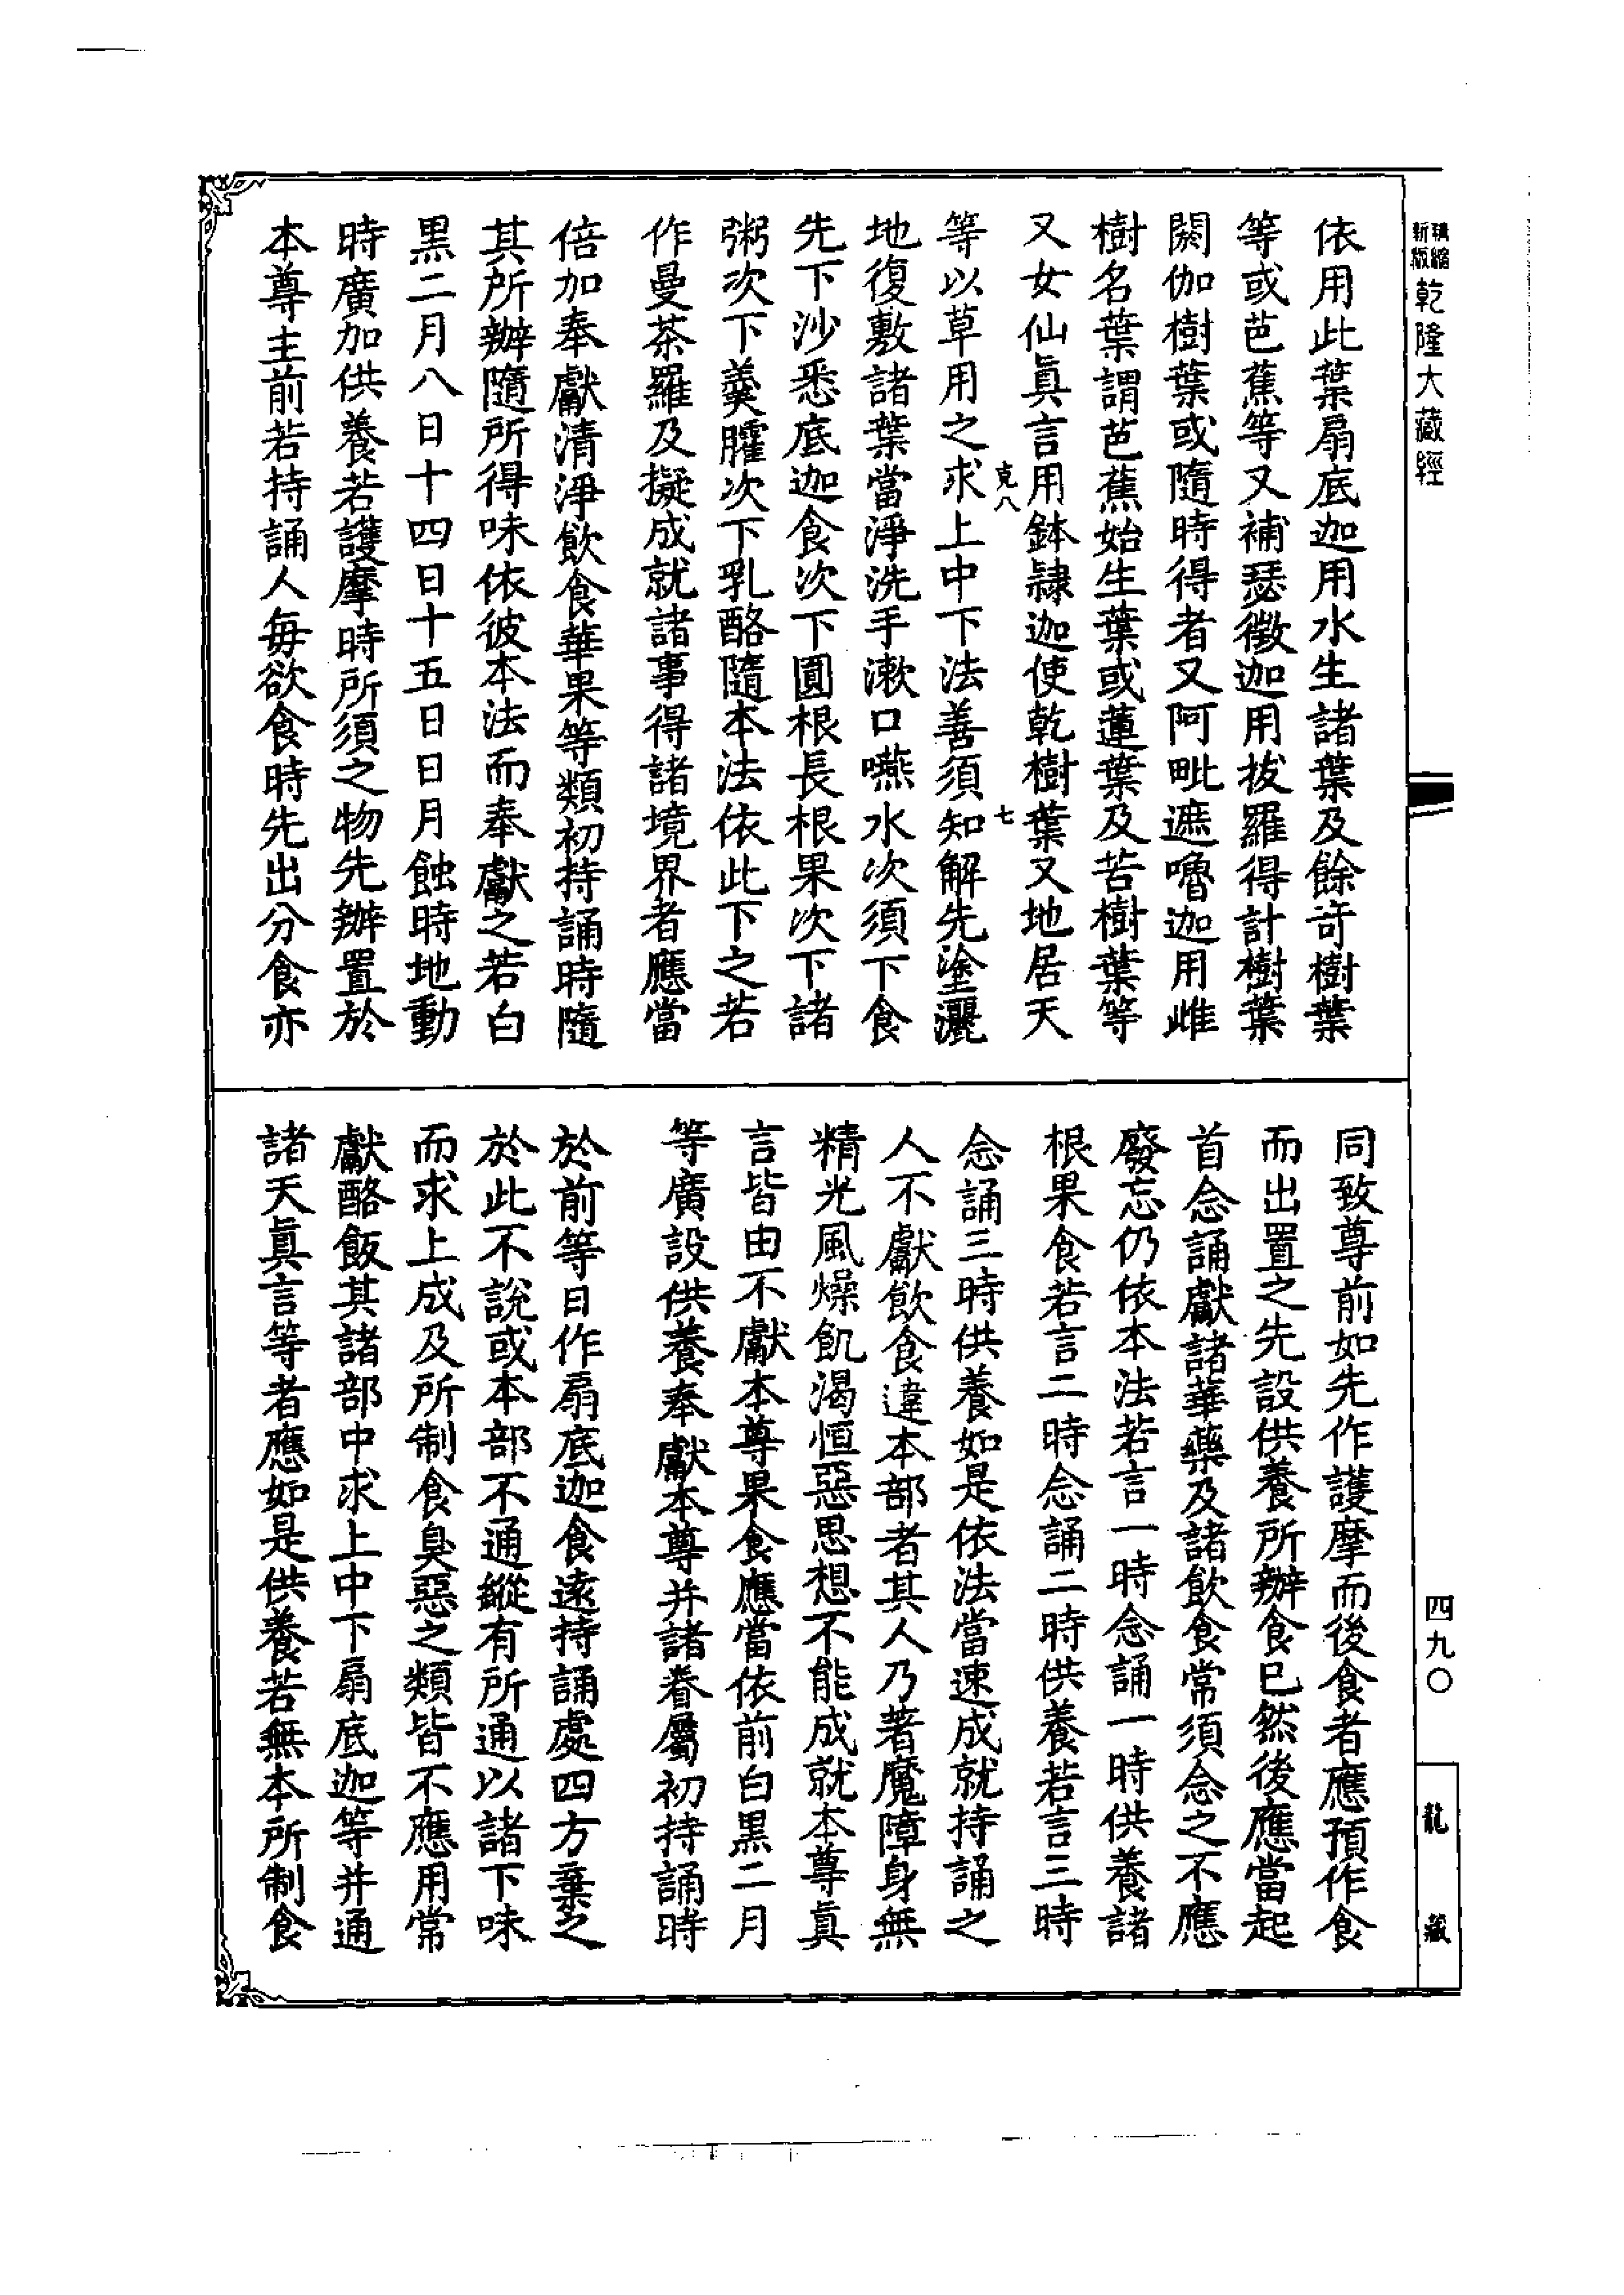 新版精縮
乾隆大藏經
四九〇
龍藏
依用此葉扇底迦用水生諸葉及餘奇樹葉
等或芭蕉等又補瑟徵迦用拔羅得計樹葉
閼伽樹葉或隨時得者又阿毗遮嚕迦用雌
樹名葉謂芭蕉始生葉或蓮葉及苦樹葉等
又女仙眞言用鉢隷迦使乾樹葉又地居天
克八
七
等以草用之求上中下法善須知解先塗灑
地復敷諸葉當淨洗手漱口嚥水次須下食
先下沙悉底迦食次下圓根長根果次下諸
粥次下羹臛次下乳酪隨本法依此下之若
作曼荼羅及擬成就諸事得諸境界者應當
倍加奉獻清淨飲食華果等類初持誦時隨
其所辦隨所得味依彼本法而奉獻之若白
黑二月八日十四日十五日日月蝕時地動
時廣加供養若護摩時所須之物先辦置於
本尊主前若持誦人每欲食時先出分食亦
同致尊前如先作護摩而後食者應預作食
而出置之先設供養所辦食已然後應當起
首念誦獻諸華藥及諸飲食常須念之不應
廢忘仍依本法若言一時念誦一時供養諸
根果食若言二時念誦二時供養若言三時
念誦三時供養如是依法當速成就持誦之
人不獻飲食違本部者其人乃著魔障身無
精光風燥飢渴恒惡思想不能成就本尊眞
言皆由不獻本尊果食應當依前白黑二月
等廣設供養奉獻本尊并諸眷屬初持誦時
於前等日作扇底迦食遠持誦處四方棄之
於此不說或本部不通縱有所通以諸下味
而求上成及所制食臭惡之類皆不應用常
獻酪飯其諸部中求上中下扇底迦等并通
諸天眞言等者應如是供養若無本所制食